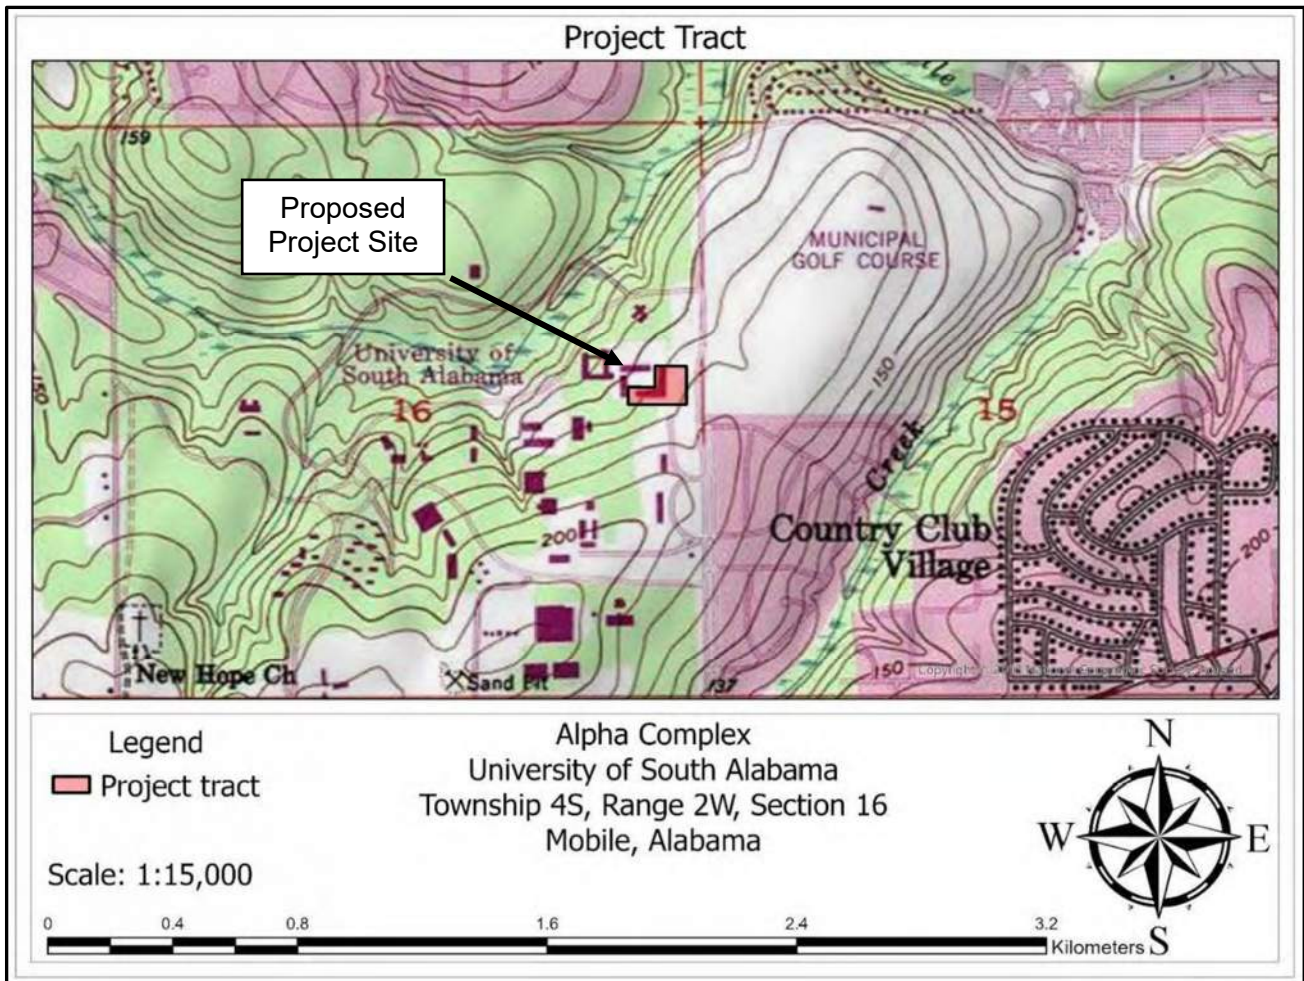 Project Tract
159
ile
Proposed
Project Site
MUNICIPAL
GOLF COURSE
University of
South Alabama
16
150
15
150
Creek
Country Club
Village
200
200
New Hope Ch
Sand Pit
137
150
Legend
Project tract
Scale: 1:15,000
Alpha Complex
University of South Alabama
Township 4S, Range 2W, Section 16
Mobile, Alabama
N
W
E
S
0 0.4 0.8 1.6 2.4 3.2
Kilometers